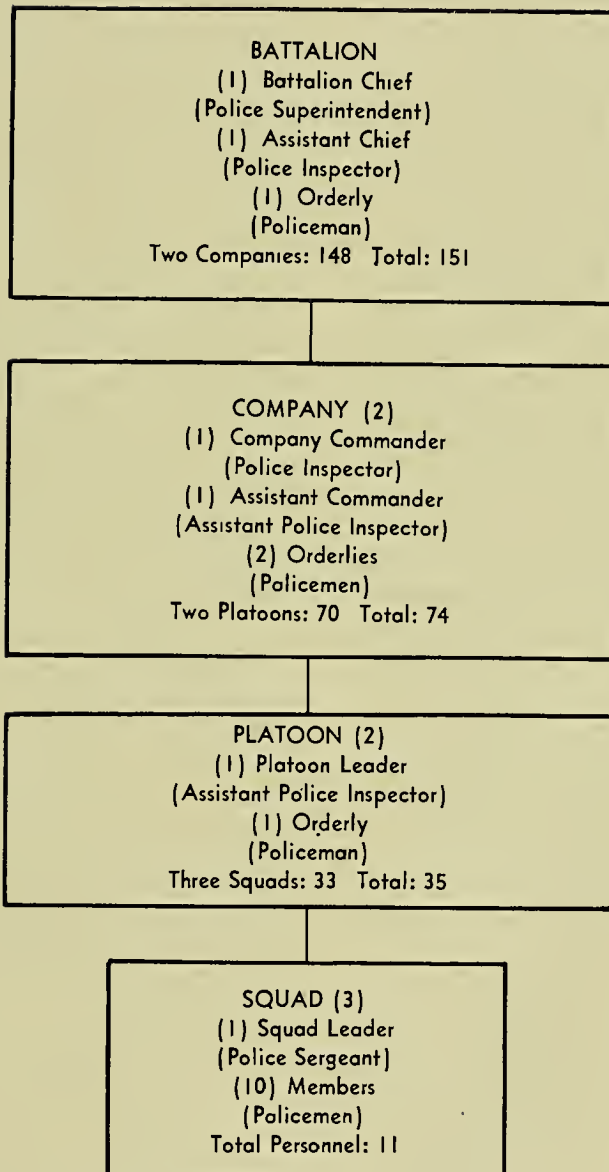 BATTALION
(1) Battalion Chief
(Police Superintendent)
(1) Assistant Chief
(Police Inspector)
(1) Orderly
(Policeman)
Two Companies: 148 Total: 151
COMPANY (2)
(1) Company Commander
(Police Inspector)
(1) Assistant Commander
(Assistant Police Inspector)
(2) Orderlies
(Policemen)
Two Platoons: 70 Total: 74
PLATOON (2)
(1) Platoon Leader
(Assistant Police Inspector)
(1) Orderly
(Policeman)
Three Squads: 33 Total: 35
SQUAD (3)
(1) Squad Leader
(Police Sergeant)
(10) Members
(Policemen)
Total Personnel: 11